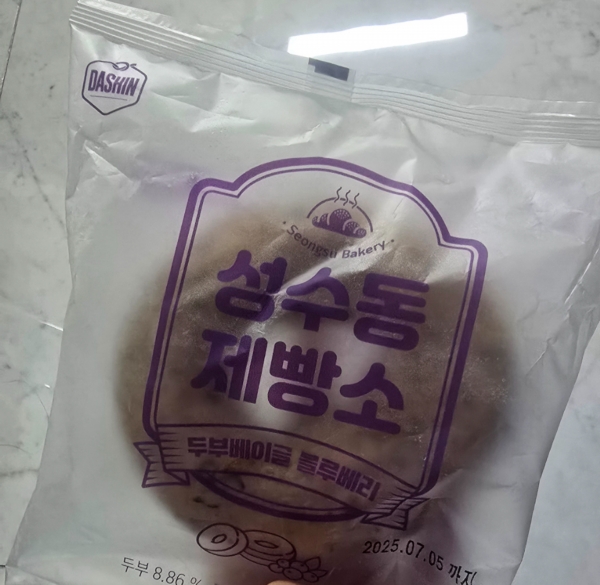 DASHIN
Seongsu Bakery
성수동
제빵소
두부베이글 블루베리
2025.07.05 까지
두부 8.86 %